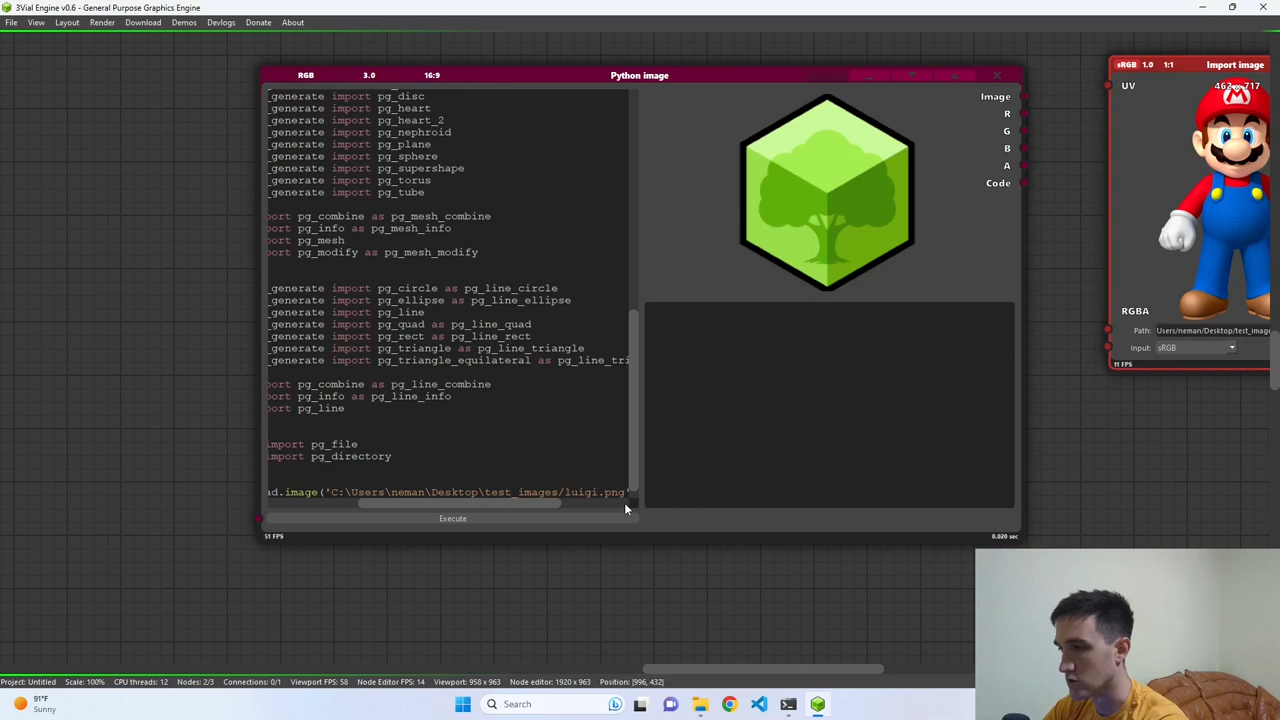 3Vial Engine v0.6 - General Purpose Graphics Engine
File View Layout Render Download Demos Devlogs Donate About
RGB 3.0 16:9 Python image
sRGB 1.0 1:1 Import image
UV 462 x 717
_generate import pg_disc
_generate import pg_heart
_generate import pg_heart_2
_generate import pg_nephroid
_generate import pg_plane
_generate import pg_sphere
_generate import pg_supershape
_generate import pg_torus
_generate import pg_tube
ort pg_combine as pg_mesh_combine
ort pg_info as pg_mesh_info
ort pg_mesh
ort pg_modify as pg_mesh_modify
_generate import pg_circle as pg_line_circle
_generate import pg_ellipse as pg_line_ellipse
_generate import pg_line
_generate import pg_quad as pg_line_quad
_generate import pg_rect as pg_line_rect
_generate import pg_triangle as pg_line_triangle
_generate import pg_triangle_equilateral as pg_line_tri
ort pg_combine as pg_line_combine
ort pg_info as pg_line_info
ort pg_line
import pg_file
import pg_directory
ad.image('C:\Users\neman\Desktop\test_images/luigi.png'
Execute
51 FPS
0.020 sec
Image
R
G
B
A
Code
M
RGBA
Path: Users/neman/Desktop/test_image
Input: sRGB
11 FPS
Project: Untitled Scale: 100% CPU threads: 12 Nodes: 2/3 Connections: 0/1 Viewport FPS: 58 Node Editor FPS: 14 Viewport: 958 x 963 Node editor: 1920 x 963 Position: [996, 432]
91°F
Sunny
Search